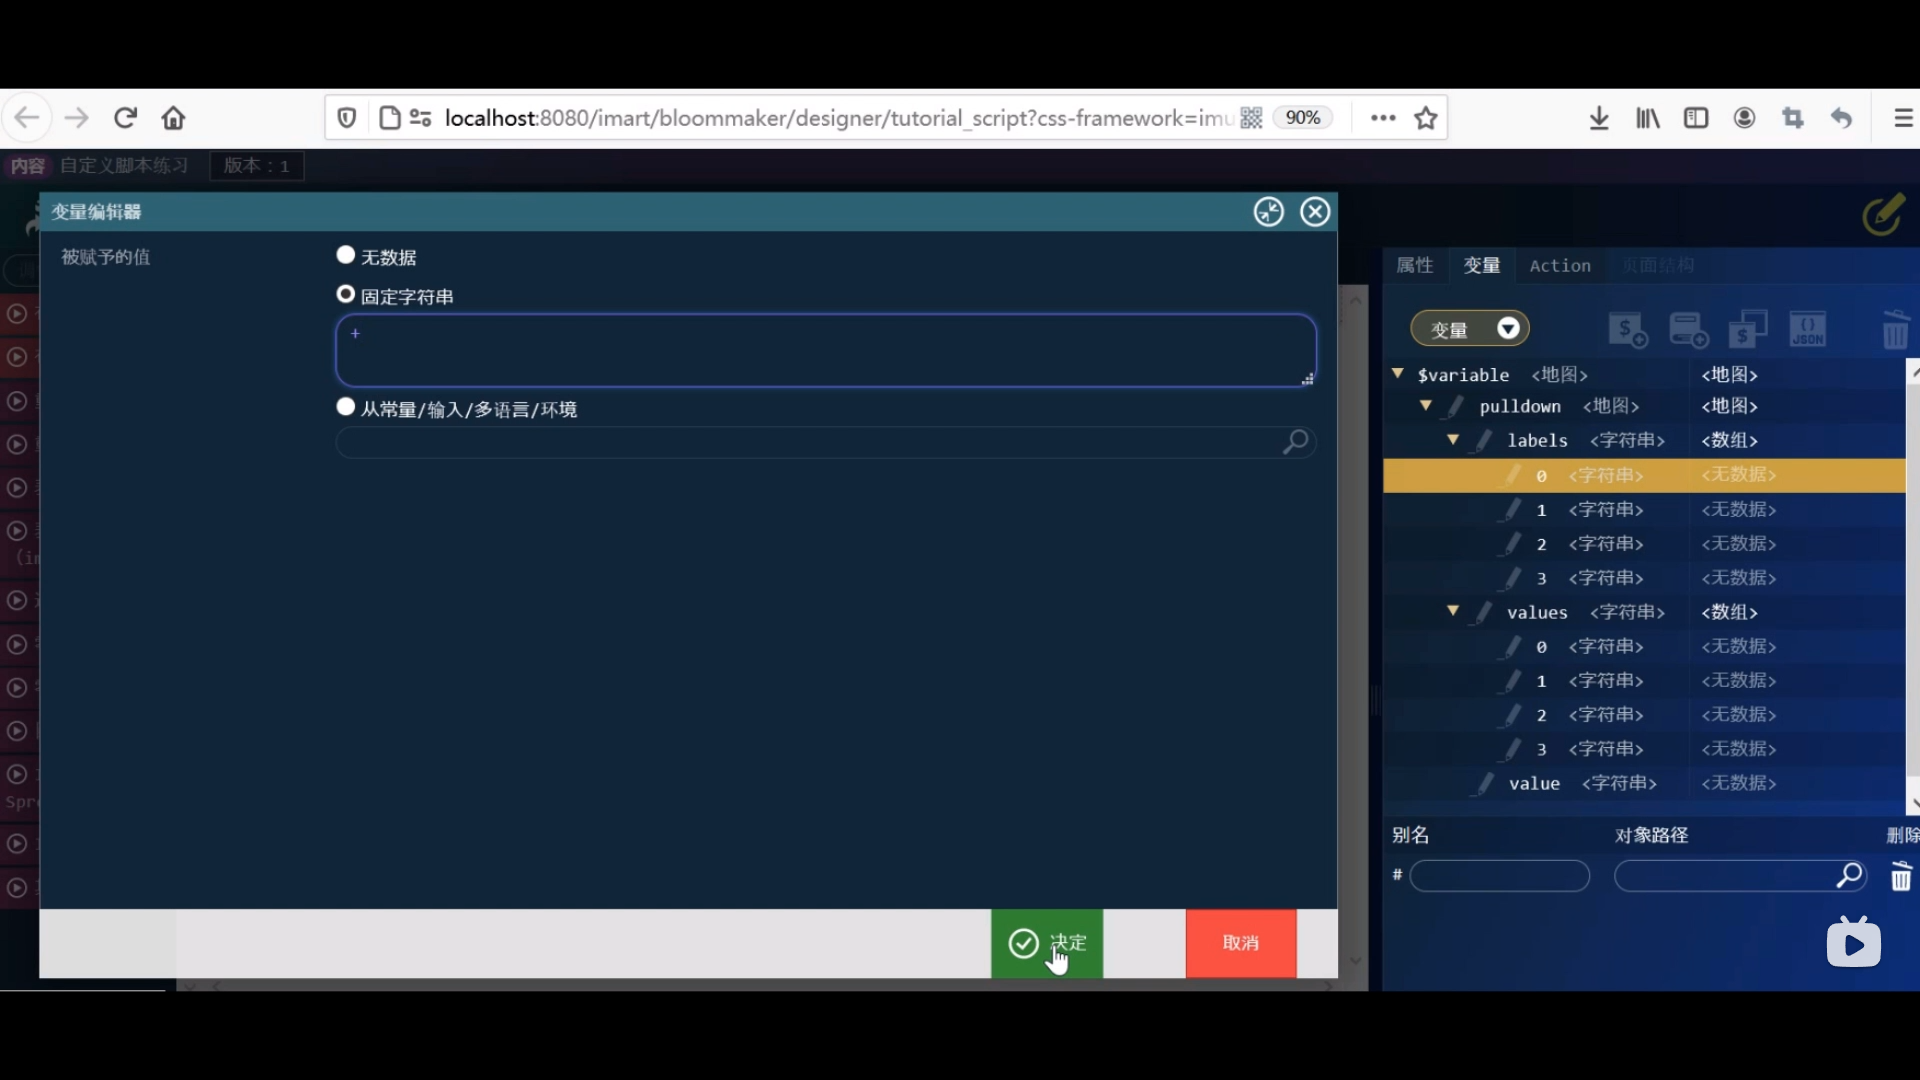 localhost:8080/imart/bloommaker/designer/tutorial_script?css-framework=imu
90%
内容 自定义脚本练习 版本：1
变量编辑器
被赋予的值
无数据
固定字符串
+
从常量/输入/多语言/环境
决定
取消
属性 变量 Action 页面结构
变量
JSON
$variable <地图> <地图>
pulldown <地图> <地图>
labels <字符串> <数组>
0 <字符串> <无数据>
1 <字符串> <无数据>
2 <字符串> <无数据>
3 <字符串> <无数据>
values <字符串> <数组>
0 <字符串> <无数据>
1 <字符串> <无数据>
2 <字符串> <无数据>
3 <字符串> <无数据>
value <字符串> <无数据>
别名 对象路径 删除
#